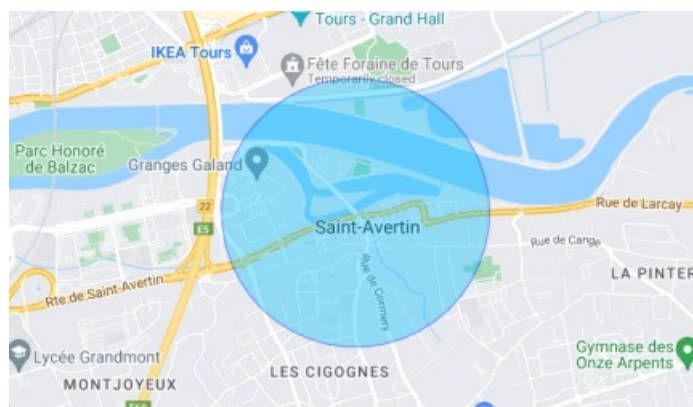 Tours - Grand Hall
IKEA Tours
Fête Foraine de Tours
Temporarily closed
Parc Honoré
de Balzac
Granges Galand
22
E5
Saint-Avertin
Rue de Larcay
Rue de Cange
Rue de Cormery
LA PINTER
Rte de Saint-Avertin
Lycée Grandmont
MONTJOYEUX
LES CIGOGNES
Gymnase des
Onze Arpents